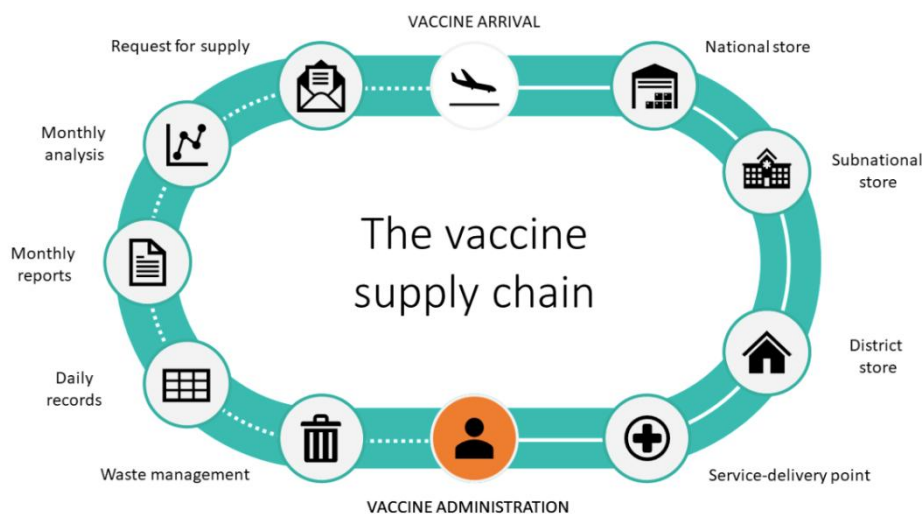 VACCINE ARRIVAL
Request for supply
National store
Monthly
analysis
Subnational
store
The vaccine
supply chain
Monthly
reports
District
store
Daily
records
Waste management
Service-delivery point
VACCINE ADMINISTRATION